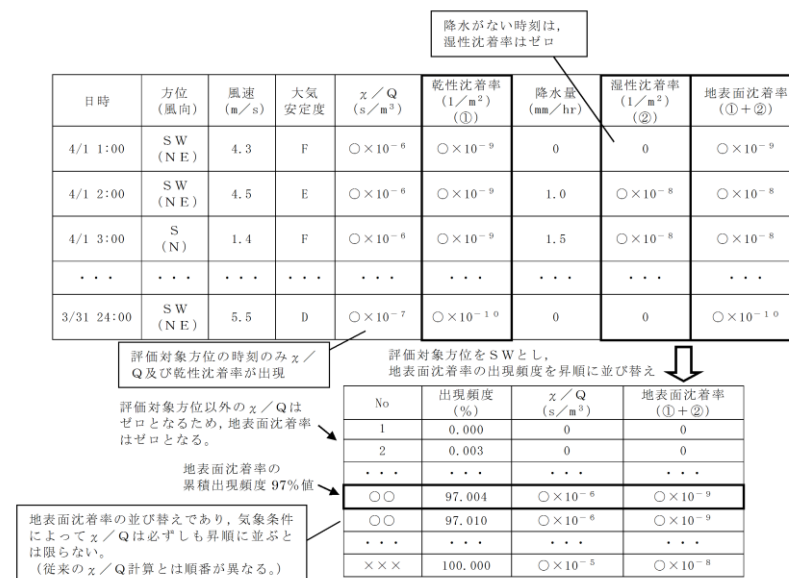 降水がない時刻は，
湿性沈着率はゼロ
日時 方位（風向） 風速（m／s） 大気安定度 χ／Q（s／m³） 乾性沈着率（1／m²）（①） 降水量（mm／hr） 湿性沈着率（1／m²）（②） 地表面沈着率（①＋②）
4/1 1:00 SW（NE） 4.3 F ○×10⁻⁶ ○×10⁻⁹ 0 0 ○×10⁻⁹
4/1 2:00 SW（NE） 4.5 E ○×10⁻⁶ ○×10⁻⁹ 1.0 ○×10⁻⁸ ○×10⁻⁸
4/1 3:00 S（N） 1.4 F ○×10⁻⁶ ○×10⁻⁹ 1.5 ○×10⁻⁸ ○×10⁻⁸
・・・ ・・・ ・・・ ・・・ ・・・ ・・・ ・・・ ・・・ ・・・
3/31 24:00 SW（NE） 5.5 D ○×10⁻⁷ ○×10⁻¹⁰ 0 0 ○×10⁻¹⁰
評価対象方位の時刻のみχ／
Q及び乾性沈着率が出現
評価対象方位をＳＷとし，
地表面沈着率の出現頻度を昇順に並び替え
評価対象方位以外のχ／Qは
ゼロとなるため，地表面沈着率
はゼロとなる。
地表面沈着率の
累積出現頻度 97％値
地表面沈着率の並び替えであり，気象条件
によってχ／Qは必ずしも昇順に並ぶと
は限らない。
（従来のχ／Q計算とは順番が異なる。）
No 出現頻度（％） χ／Q（s／m³） 地表面沈着率（①＋②）
1 0.000 0 0
2 0.003 0 0
・・・ ・・・ ・・・ ・・・
○○ 97.004 ○×10⁻⁶ ○×10⁻⁹
○○ 97.010 ○×10⁻⁶ ○×10⁻⁹
・・・ ・・・ ・・・ ・・・
××× 100.000 ○×10⁻⁵ ○×10⁻⁸